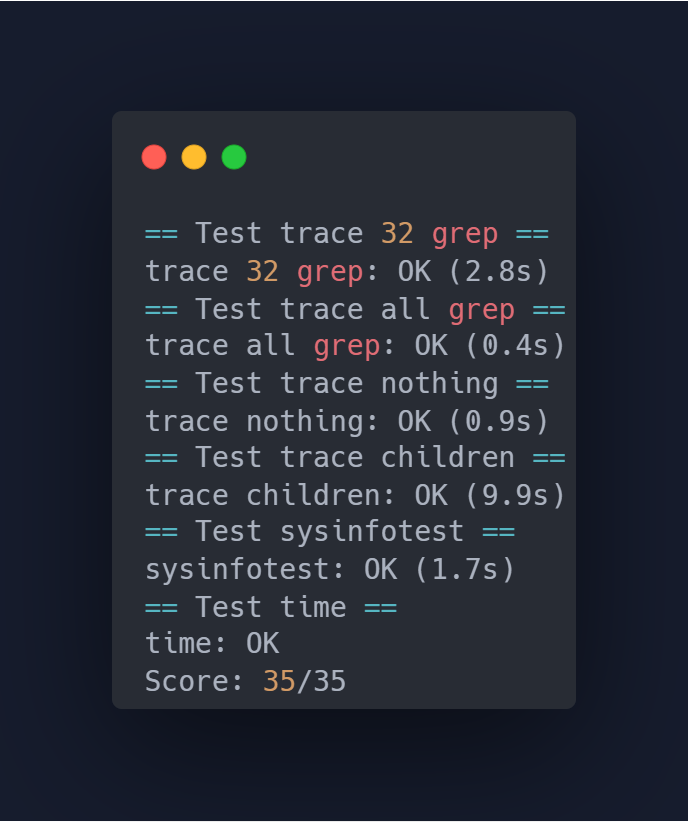 == Test trace 32 grep ==
trace 32 grep: OK (2.8s)
== Test trace all grep ==
trace all grep: OK (0.4s)
== Test trace nothing ==
trace nothing: OK (0.9s)
== Test trace children ==
trace children: OK (9.9s)
== Test sysinfotest ==
sysinfotest: OK (1.7s)
== Test time ==
time: OK
Score: 35/35